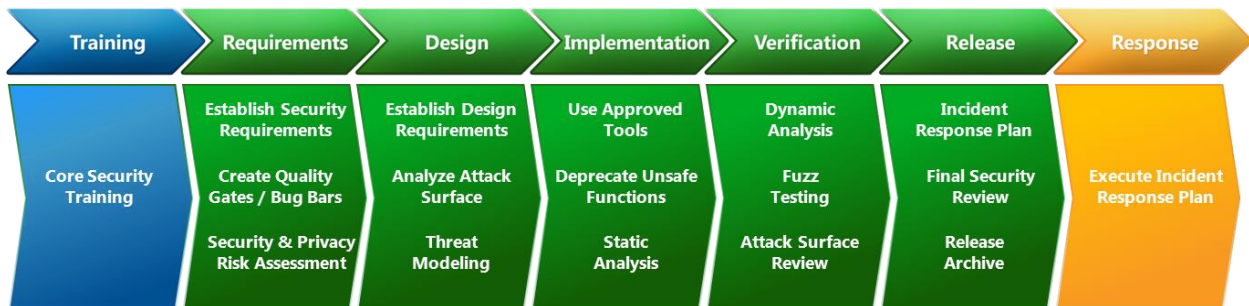 Training
Requirements
Design
Implementation
Verification
Release
Response
Core Security
Training
Establish Security
Requirements
Create Quality
Gates / Bug Bars
Security & Privacy
Risk Assessment
Establish Design
Requirements
Analyze Attack
Surface
Threat
Modeling
Use Approved
Tools
Deprecate Unsafe
Functions
Static
Analysis
Dynamic
Analysis
Fuzz
Testing
Attack Surface
Review
Incident
Response Plan
Final Security
Review
Release
Archive
Execute Incident
Response Plan